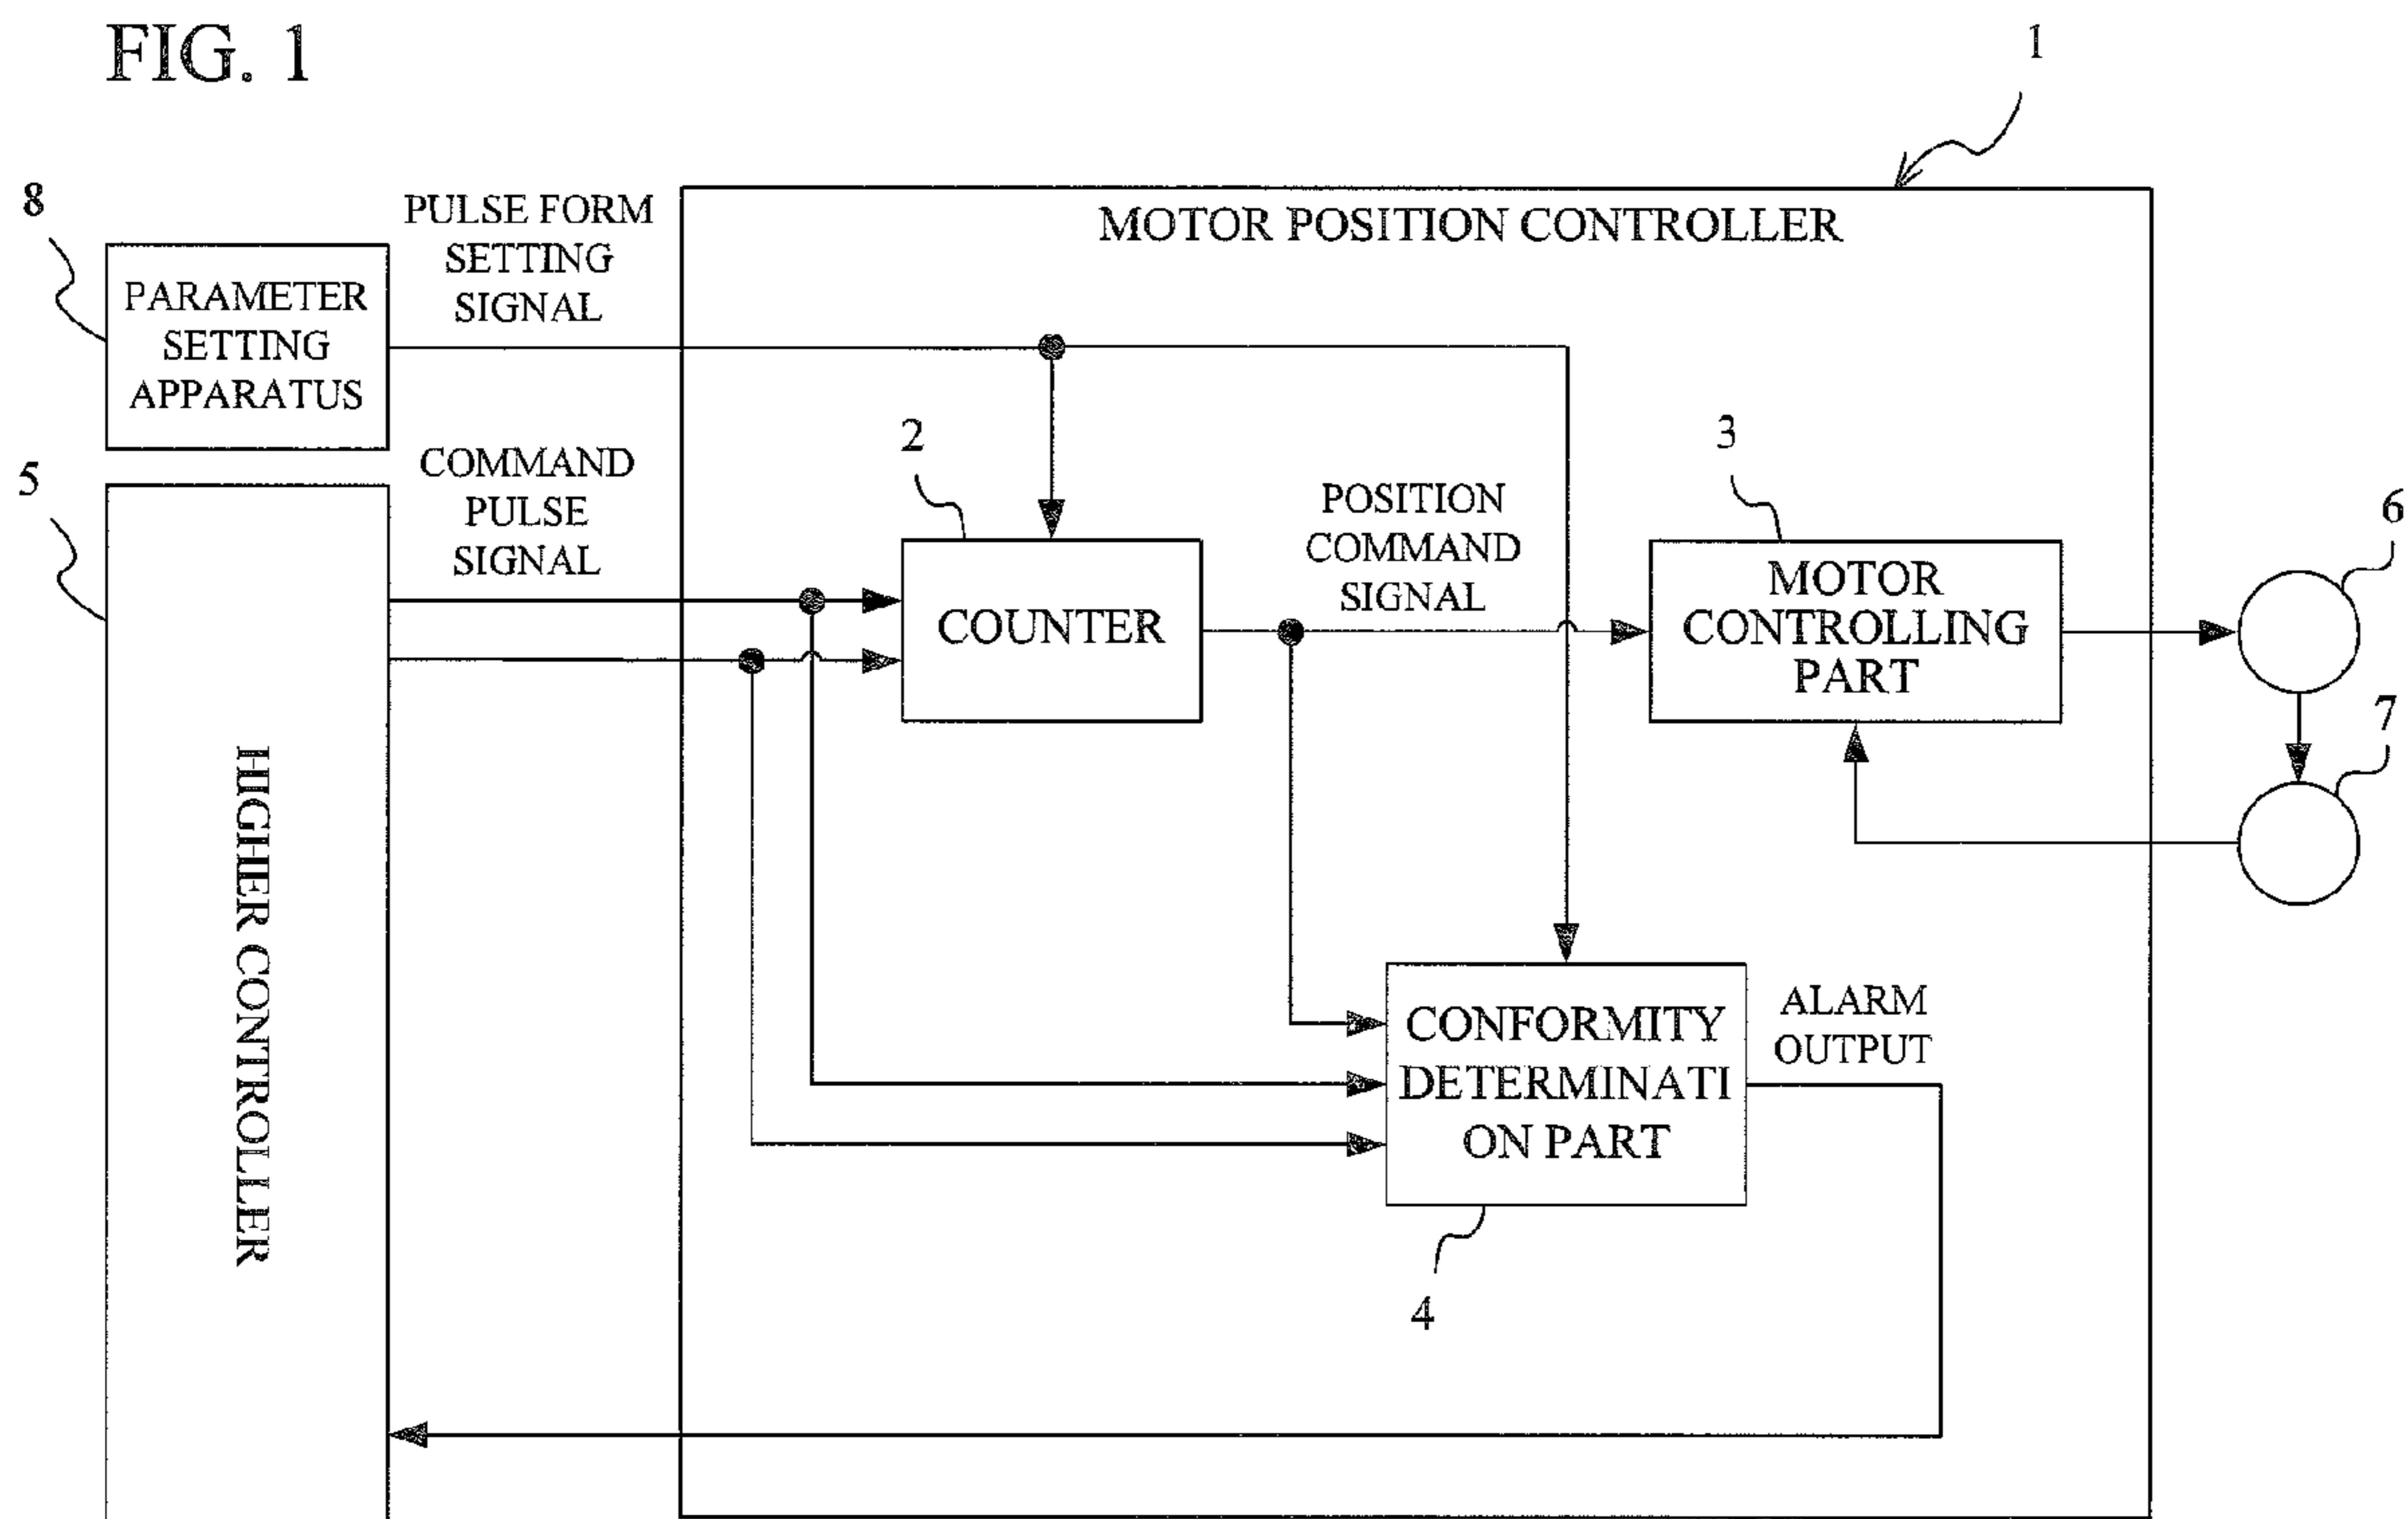 FIG. 1
1
8
PULSE FORM
SETTING
SIGNAL
MOTOR POSITION CONTROLLER
PARAMETER
SETTING
APPARATUS
5
COMMAND
PULSE
SIGNAL
2
3
POSITION
COMMAND
SIGNAL
6
COUNTER
MOTOR
CONTROLLING
PART
7
HIGHER CONTROLLER
CONFORMITY
DETERMINATI
ON PART
ALARM
OUTPUT
4